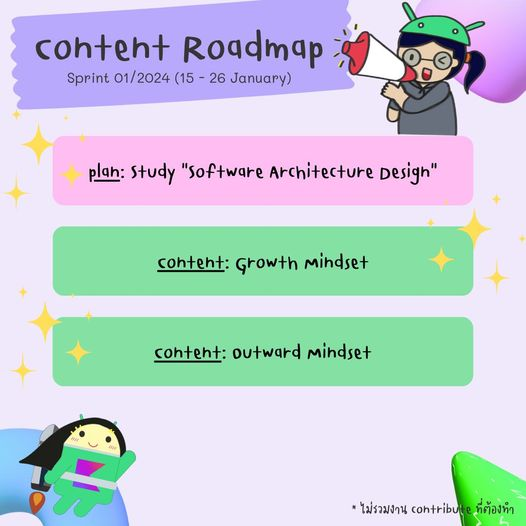 Content Roadmap
Sprint 01/2024 (15 - 26 January)
plan: Study "Software Architecture Design"
content: Growth Mindset
content: Outward Mindset
* ไม่รวมงาน contribute ที่ต้องทำ